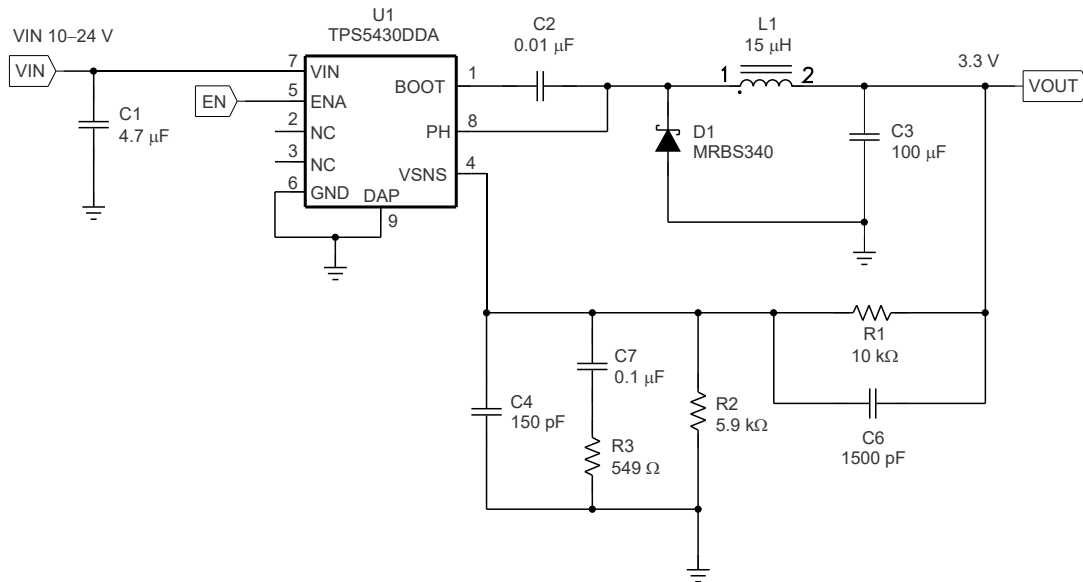 U1
TPS5430DDA
C2
0.01 μF
L1
15 μH
VIN 10–24 V
3.3 V
VIN
7
VIN
BOOT
1
1
2
VOUT
EN
5
ENA
2
NC
PH
8
C1
4.7 μF
D1
MRBS340
C3
100 μF
3
NC
VSNS
4
6
GND
DAP
9
R1
10 kΩ
C7
0.1 μF
C4
150 pF
R2
5.9 kΩ
C6
1500 pF
R3
549 Ω